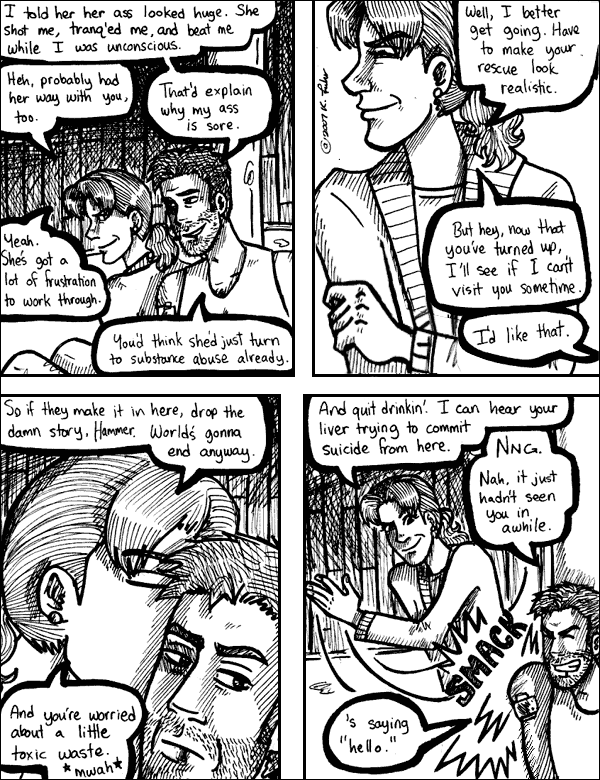 I told her her ass looked huge. She
shot me, tranq'ed me, and beat me
while I was unconscious.
Heh, probably had
her way with you,
too.
That'd explain
why my ass
is sore.
Yeah.
She's got a
lot of frustration
to work through.
You'd think she'd just turn
to substance abuse already.
Well, I better
get going. Have
to make your
rescue look
realistic.
But hey, now that
you've turned up,
I'll see if I can't
visit you sometime.
I'd like that.
So if they make it in here, drop the
damn story, Hammer. World's gonna
end anyway.
And you're worried
about a little
toxic waste.
*mwah*
And quit drinkin'. I can hear your
liver trying to commit
suicide from here.
NNG.
Nah, it just
hadn't seen
you in
awhile.
SMACK
's saying
"hello."